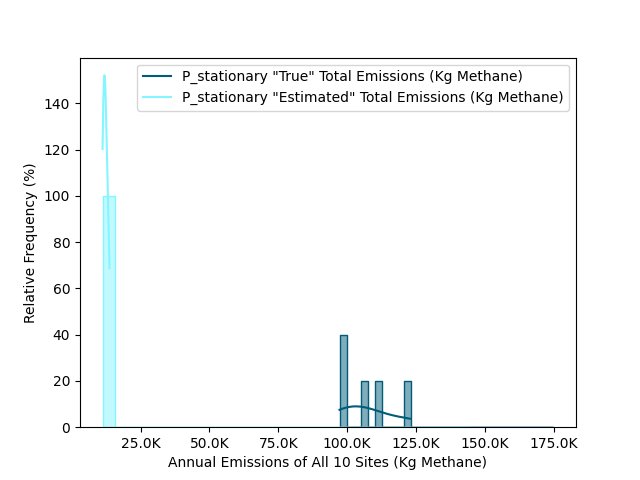 P_stationary "True" Total Emissions (Kg Methane)
P_stationary "Estimated" Total Emissions (Kg Methane)
Relative Frequency (%)
140
120
100
80
60
40
20
0
25.0K 50.0K 75.0K 100.0K 125.0K 150.0K 175.0K
Annual Emissions of All 10 Sites (Kg Methane)